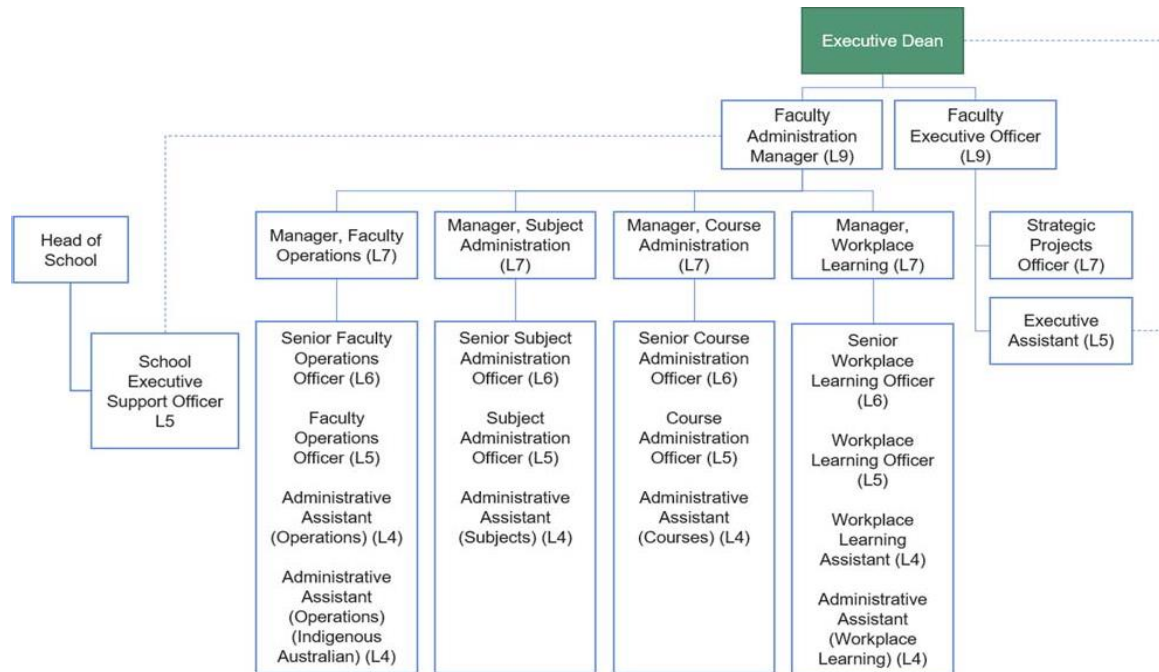 Executive Dean
Faculty
Administration
Manager (L9)
Faculty
Executive Officer
(L9)
Head of
School
Manager, Faculty
Operations (L7)
Manager, Subject
Administration
(L7)
Manager, Course
Administration
(L7)
Manager,
Workplace
Learning (L7)
Strategic
Projects
Officer (L7)
Executive
Assistant (L5)
School
Executive
Support Officer
L5
Senior Faculty
Operations
Officer (L6)
Faculty
Operations
Officer (L5)
Administrative
Assistant
(Operations) (L4)
Administrative
Assistant
(Operations)
(Indigenous
Australian) (L4)
Senior Subject
Administration
Officer (L6)
Subject
Administration
Officer (L5)
Administrative
Assistant
(Subjects) (L4)
Senior Course
Administration
Officer (L6)
Course
Administration
Officer (L5)
Administrative
Assistant
(Courses) (L4)
Senior
Workplace
Learning Officer
(L6)
Workplace
Learning Officer
(L5)
Workplace
Learning
Assistant (L4)
Administrative
Assistant
(Workplace
Learning) (L4)